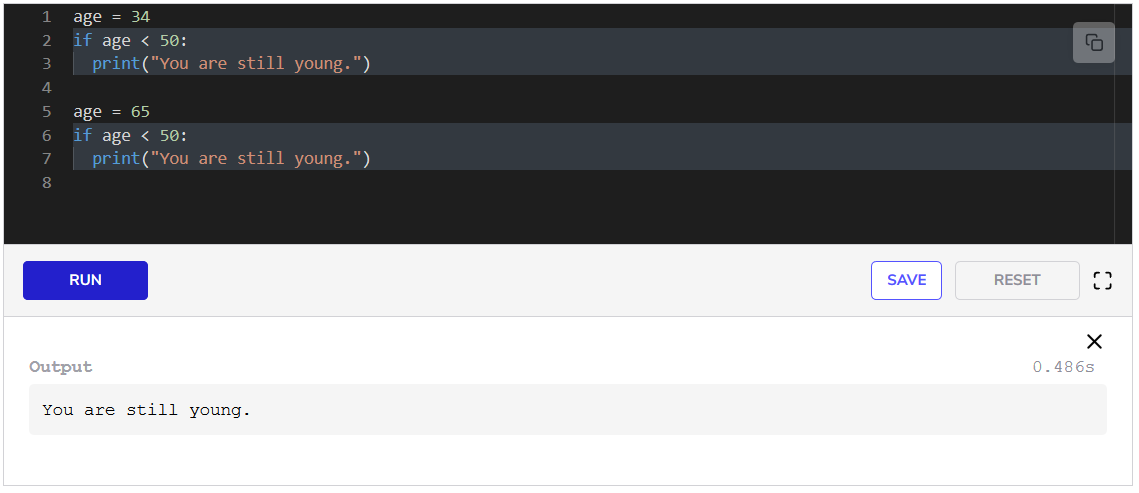 1 age = 34
2 if age < 50:
3   print("You are still young.")
4
5 age = 65
6 if age < 50:
7   print("You are still young.")
8
RUN SAVE RESET
Output 0.486s
You are still young.